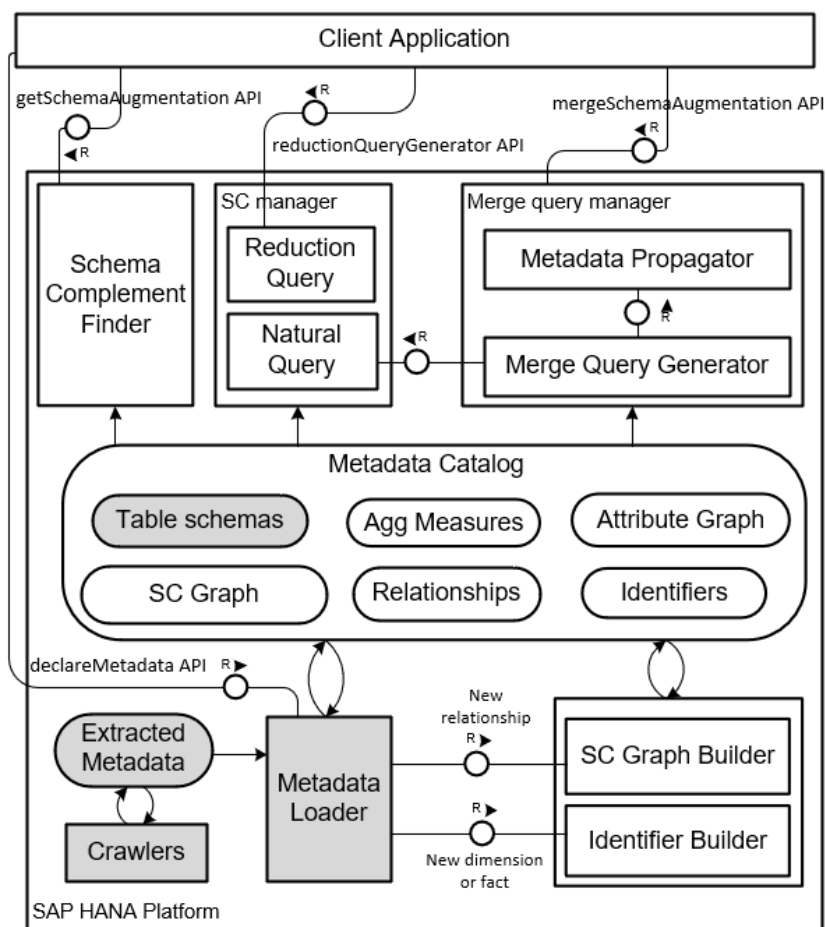 Client Application
getSchemaAugmentation API
R
reductionQueryGenerator API
R
mergeSchemaAugmentation API
R
Schema
Complement
Finder
SC manager
Reduction
Query
Natural
Query
R
Merge query manager
Metadata Propagator
R
Merge Query Generator
Metadata Catalog
Table schemas
Agg Measures
Attribute Graph
SC Graph
Relationships
Identifiers
declareMetadata API
R
Extracted
Metadata
Crawlers
Metadata
Loader
New
relationship
R
R
New dimension
or fact
SC Graph Builder
Identifier Builder
SAP HANA Platform